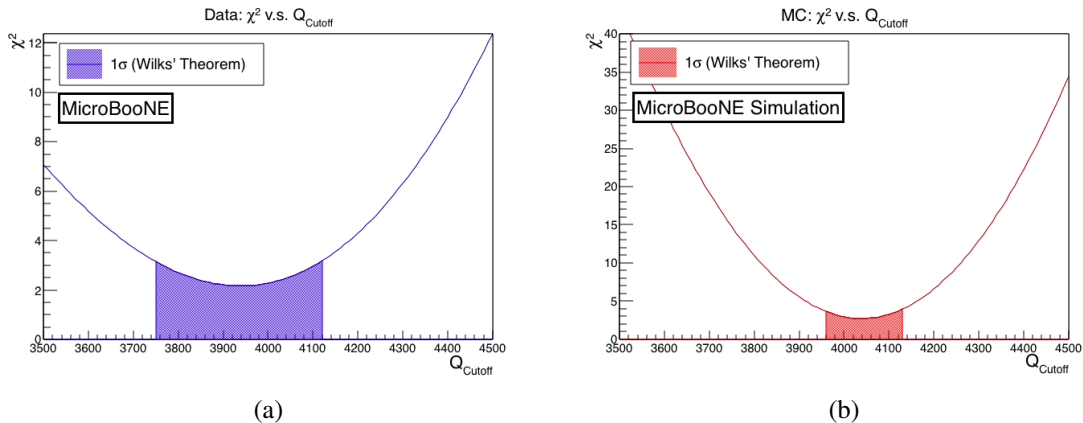 Data: χ² v.s. Q_Cutoff
χ²
12
10
8
6
4
2
0
1σ (Wilks' Theorem)
MicroBooNE
3500 3600 3700 3800 3900 4000 4100 4200 4300 4400 4500
Q_Cutoff
(a)
MC: χ² v.s. Q_Cutoff
χ²
40
35
30
25
20
15
10
5
0
1σ (Wilks' Theorem)
MicroBooNE Simulation
3500 3600 3700 3800 3900 4000 4100 4200 4300 4400 4500
Q_Cutoff
(b)